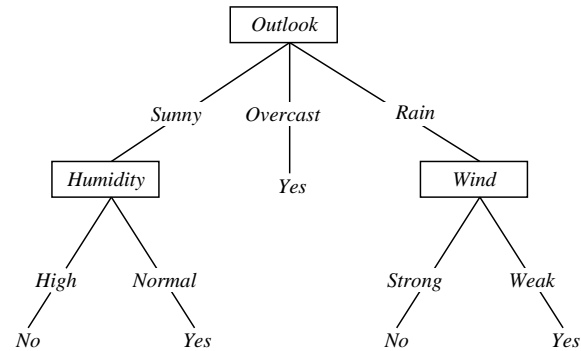 Outlook
Sunny Overcast Rain
Humidity Yes Wind
High Normal Strong Weak
No Yes No Yes